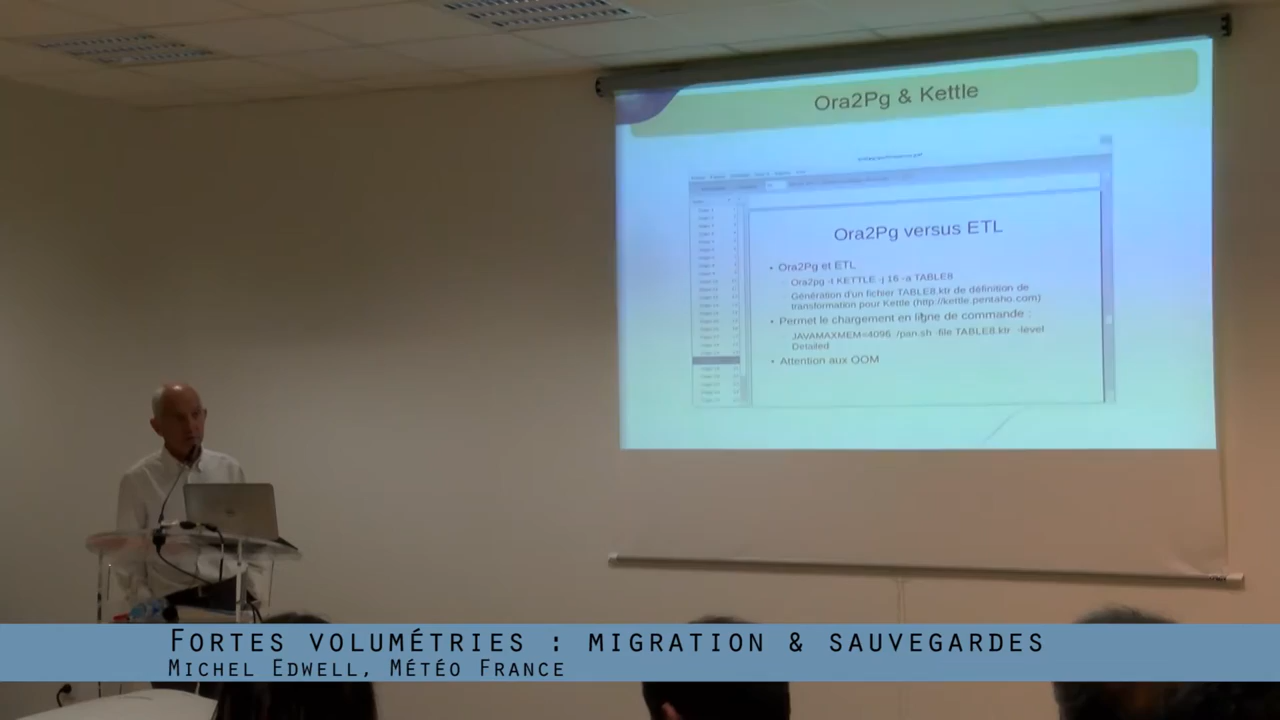 Ora2Pg & Kettle
Ora2Pg versus ETL
• Ora2Pg et ETL
Ora2pg -t KETTLE -j 16 -a TABLE8
Génération d'un fichier TABLE8.ktr de définition de
transformation pour Kettle (http://kettle.pentaho.com)
• Permet le chargement en ligne de commande :
JAVAMAXMEM=4096 ./pan.sh -file TABLE8.ktr -level
Detailed
• Attention aux OOM
FORTES VOLUMÉTRIES : MIGRATION & SAUVEGARDES
MICHEL EDWELL, MÉTÉO FRANCE